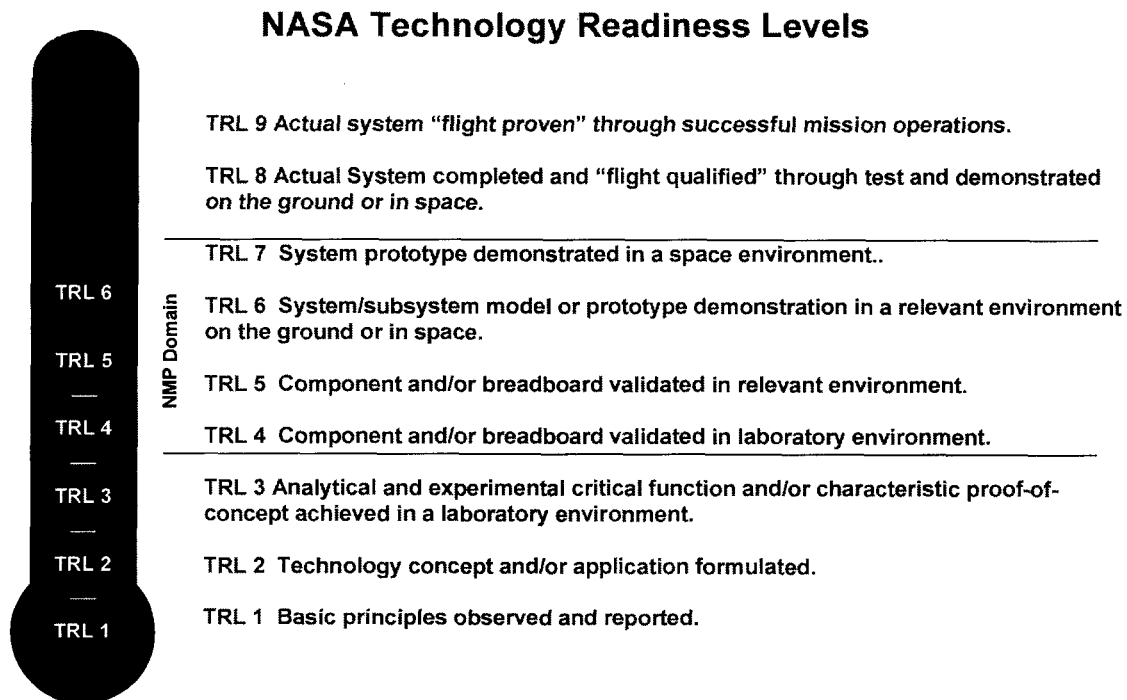 NASA Technology Readiness Levels
TRL 9 Actual system “flight proven” through successful mission operations.
TRL 8 Actual System completed and “flight qualified” through test and demonstrated
on the ground or in space.
TRL 7 System prototype demonstrated in a space environment..
TRL 6 System/subsystem model or prototype demonstration in a relevant environment
on the ground or in space.
TRL 5 Component and/or breadboard validated in relevant environment.
TRL 4 Component and/or breadboard validated in laboratory environment.
TRL 3 Analytical and experimental critical function and/or characteristic proof-of-
concept achieved in a laboratory environment.
TRL 2 Technology concept and/or application formulated.
TRL 1 Basic principles observed and reported.
NMP Domain
TRL 6
TRL 5
TRL 4
TRL 3
TRL 2
TRL 1